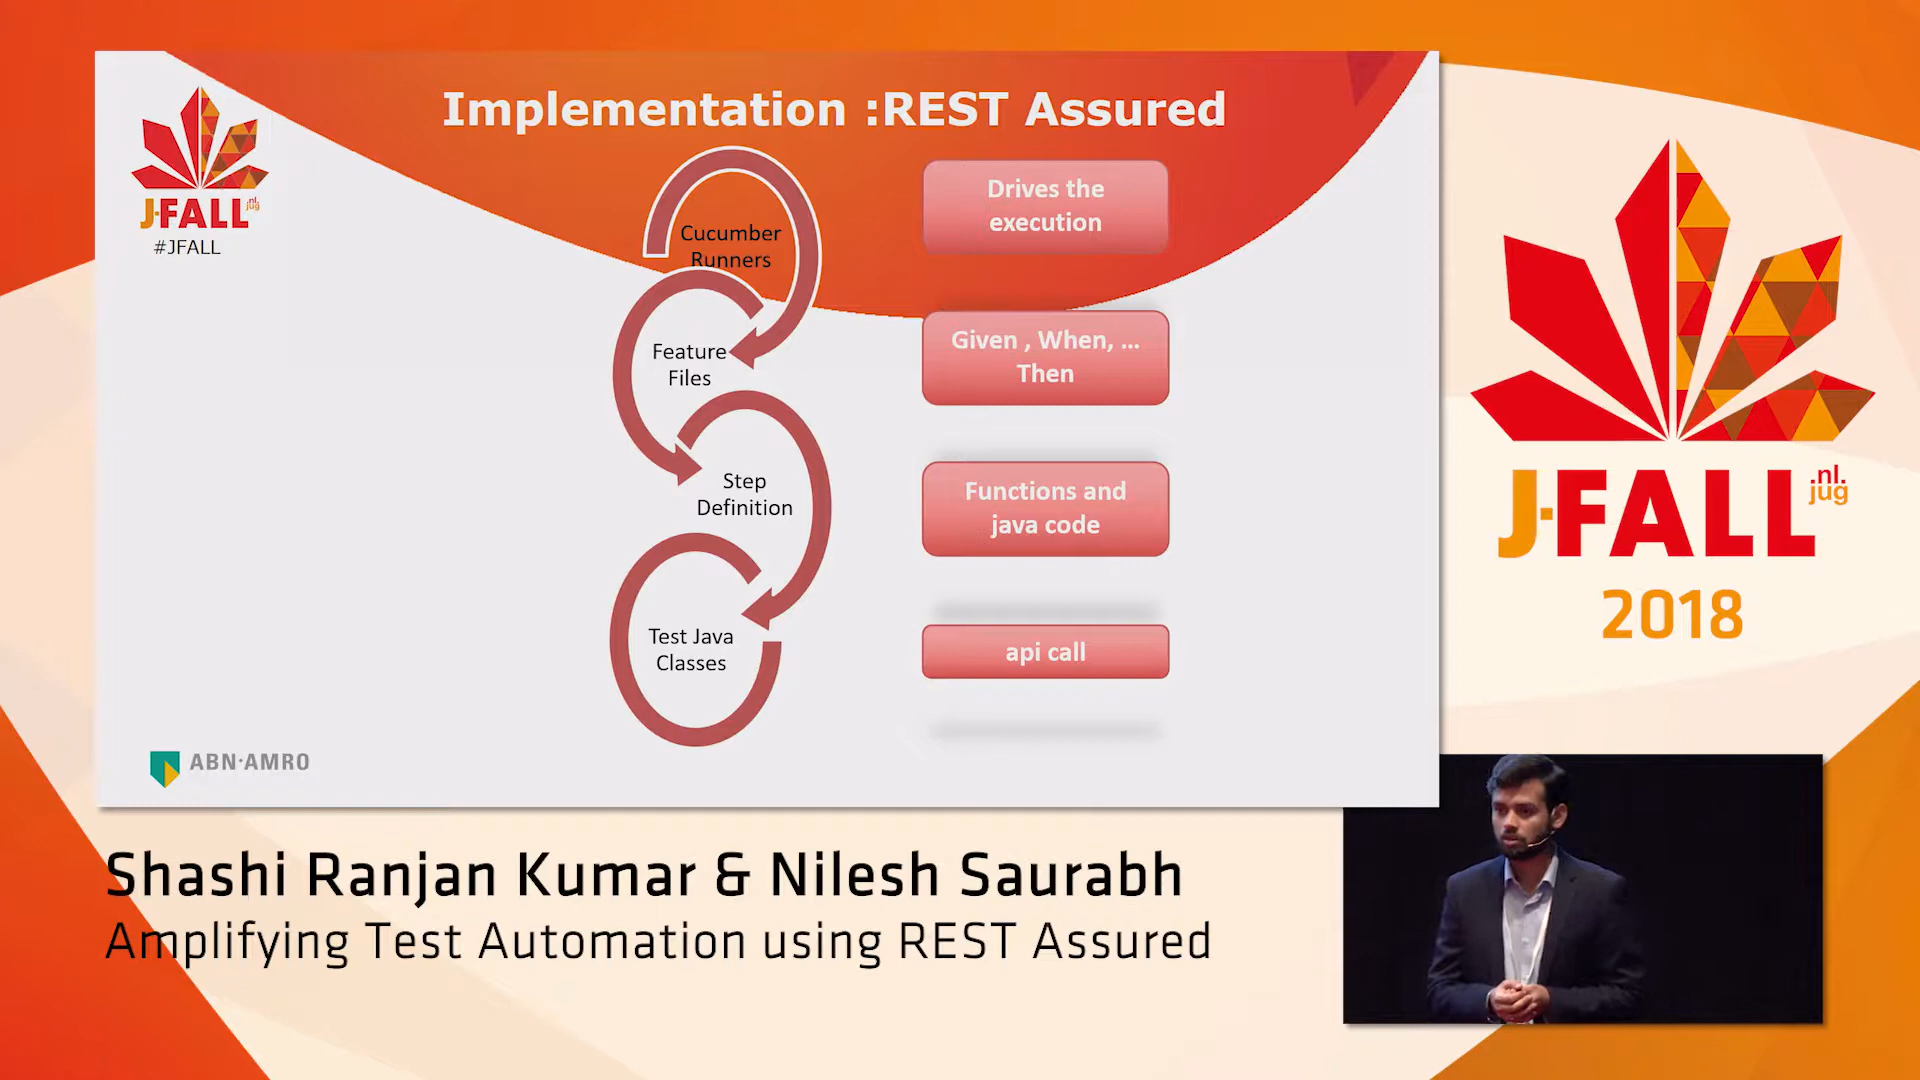 Implementation :REST Assured
J-FALL
nl
jug
#JFALL
Cucumber
Runners
Drives the
execution
Feature
Files
Given , When, ...
Then
Step
Definition
Functions and
java code
Test Java
Classes
api call
ABN·AMRO
J-FALL
.nl.
jug
2018
Shashi Ranjan Kumar & Nilesh Saurabh
Amplifying Test Automation using REST Assured